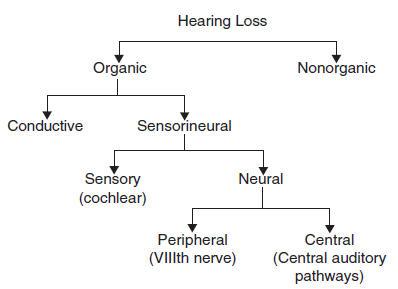 Hearing Loss
Organic
Nonorganic
Conductive
Sensorineural
Sensory
(cochlear)
Neural
Peripheral
(VIIIth nerve)
Central
(Central auditory
pathways)